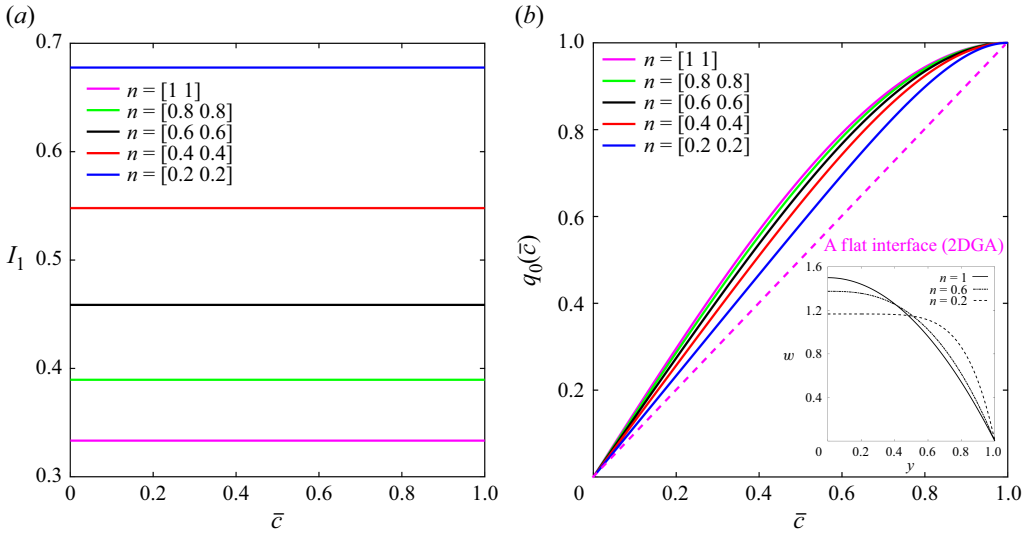 (a)
0.7
n = [1 1]
n = [0.8 0.8]
n = [0.6 0.6]
n = [0.4 0.4]
n = [0.2 0.2]
0.6
I₁ 0.5
0.4
0.3
0 0.2 0.4 0.6 0.8 1.0
c̄
(b)
1.0
n = [1 1]
n = [0.8 0.8]
n = [0.6 0.6]
n = [0.4 0.4]
n = [0.2 0.2]
0.8
0.6
q₀(c̄)
0.4
0.2
0.2 0.4 0.6 0.8 1.0
c̄
A flat interface (2DGA)
1.6
n = 1
n = 0.6
n = 0.2
1.2
w 0.8
0.4
0 0.2 0.4 0.6 0.8 1.0
y